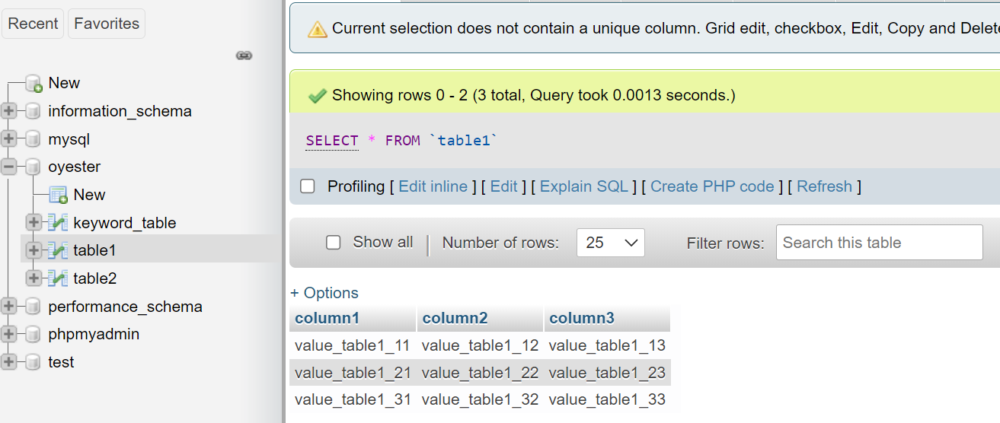 Recent Favorites
New
information_schema
mysql
oyester
New
keyword_table
table1
table2
performance_schema
phpmyadmin
test
Current selection does not contain a unique column. Grid edit, checkbox, Edit, Copy and Delete
Showing rows 0 - 2 (3 total, Query took 0.0013 seconds.)
SELECT * FROM `table1`
Profiling [ Edit inline ] [ Edit ] [ Explain SQL ] [ Create PHP code ] [ Refresh ]
Show all | Number of rows: 25 Filter rows: Search this table
+ Options
column1 column2 column3
value_table1_11 value_table1_12 value_table1_13
value_table1_21 value_table1_22 value_table1_23
value_table1_31 value_table1_32 value_table1_33